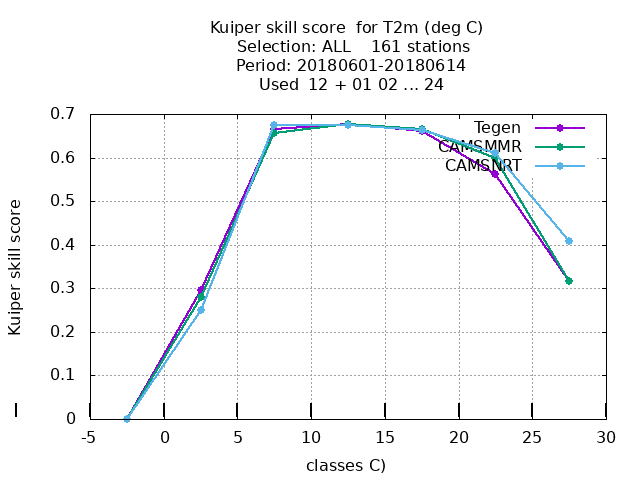 Kuiper skill score  for T2m (deg C)
Selection: ALL    161 stations
Period: 20180601-20180614
Used  12 + 01 02 ... 24
Tegen
CAMSMMR
CAMSNRT
Kuiper skill score
0.7
0.6
0.5
0.4
0.3
0.2
0.1
0
-5 0 5 10 15 20 25 30
classes C)